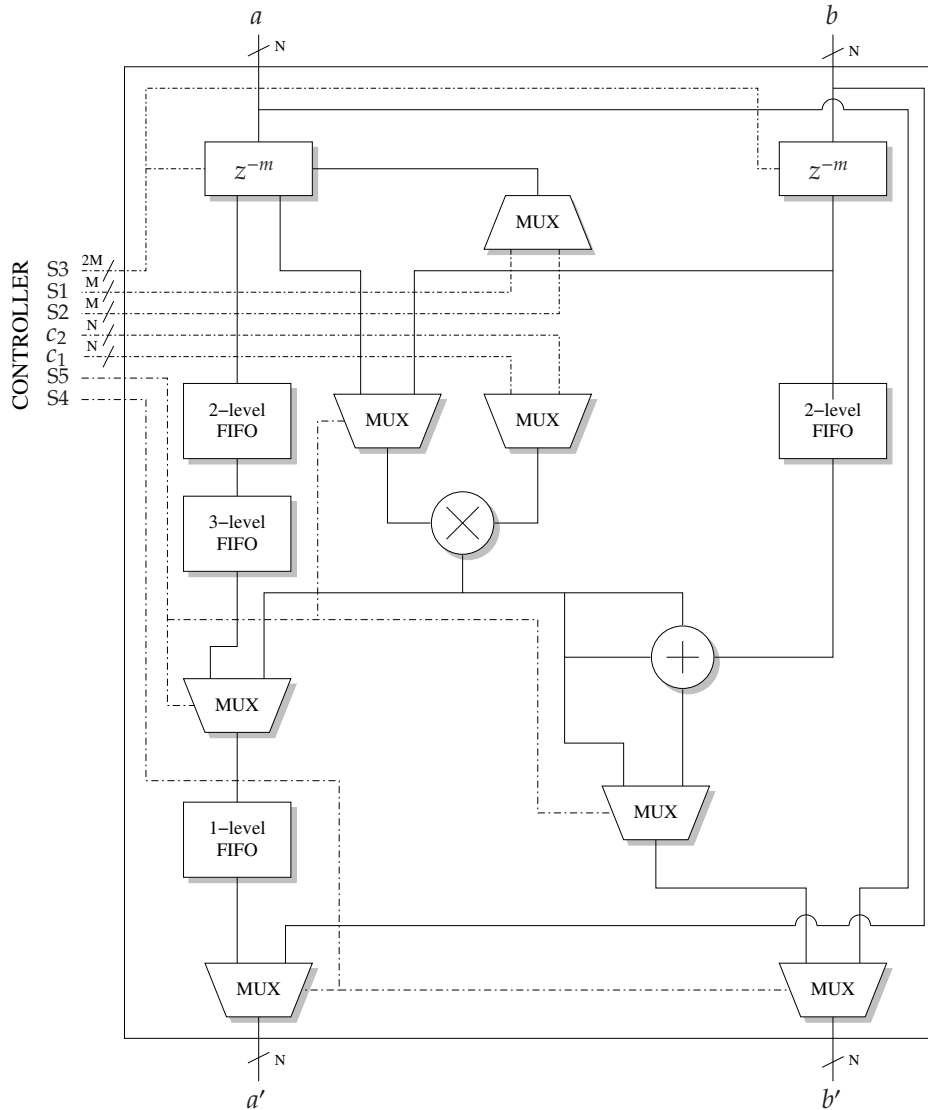 a
b
N
N
z⁻ᵐ
z⁻ᵐ
MUX
CONTROLLER
S3
2M
S1
M
S2
M
c₂
N
c₁
N
S5
S4
2−level
FIFO
MUX
MUX
2−level
FIFO
3−level
FIFO
MUX
MUX
1−level
FIFO
MUX
MUX
N
N
a′
b′